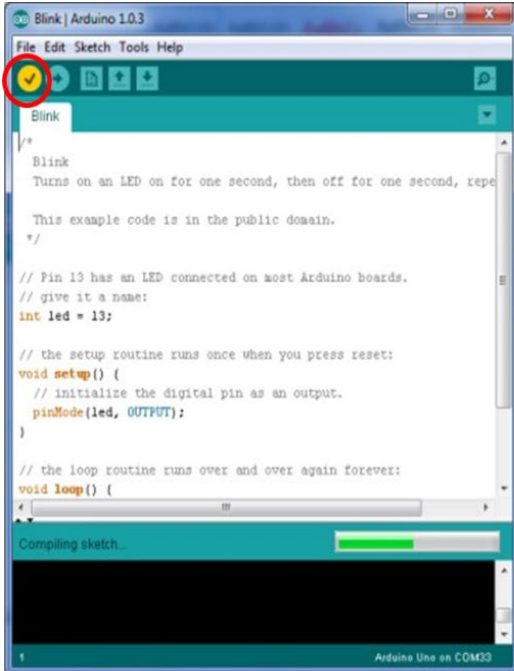 Blink | Arduino 1.0.3
File Edit Sketch Tools Help
Blink
/*
  Blink
  Turns on an LED on for one second, then off for one second, repe

  This example code is in the public domain.
 */

// Pin 13 has an LED connected on most Arduino boards.
// give it a name:
int led = 13;

// the setup routine runs once when you press reset:
void setup() {
  // initialize the digital pin as an output.
  pinMode(led, OUTPUT);
}

// the loop routine runs over and over again forever:
void loop() {
Compiling sketch...
1 Arduino Uno on COM33